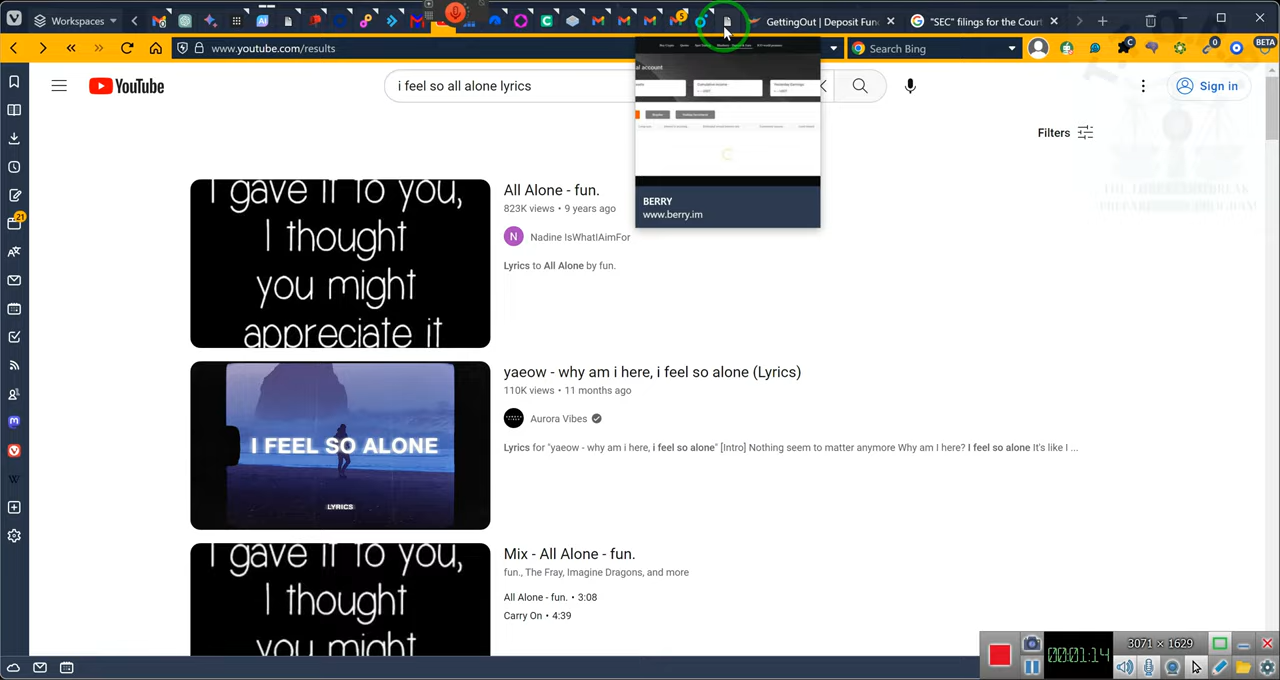 Workspaces
GettingOut | Deposit Fun
"SEC" filings for the Court
www.youtube.com/results
Search Bing
BETA
YouTube
i feel so all alone lyrics
Sign in
Filters
BERRY
www.berry.im
I gave it to you,
I thought
you might
appreciate it
All Alone - fun.
823K views • 9 years ago
N
Nadine IsWhatIAimFor
Lyrics to All Alone by fun.
I FEEL SO ALONE
LYRICS
yaeow - why am i here, i feel so alone (Lyrics)
110K views • 11 months ago
Aurora Vibes
Lyrics for "yaeow - why am i here, i feel so alone" [Intro] Nothing seem to matter anymore Why am I here? I feel so alone It's like I ...
I gave it to you,
I thought
you might
Mix - All Alone - fun.
fun., The Fray, Imagine Dragons, and more
All Alone - fun. • 3:08
Carry On • 4:39
21
3071 × 1629
00:01:14